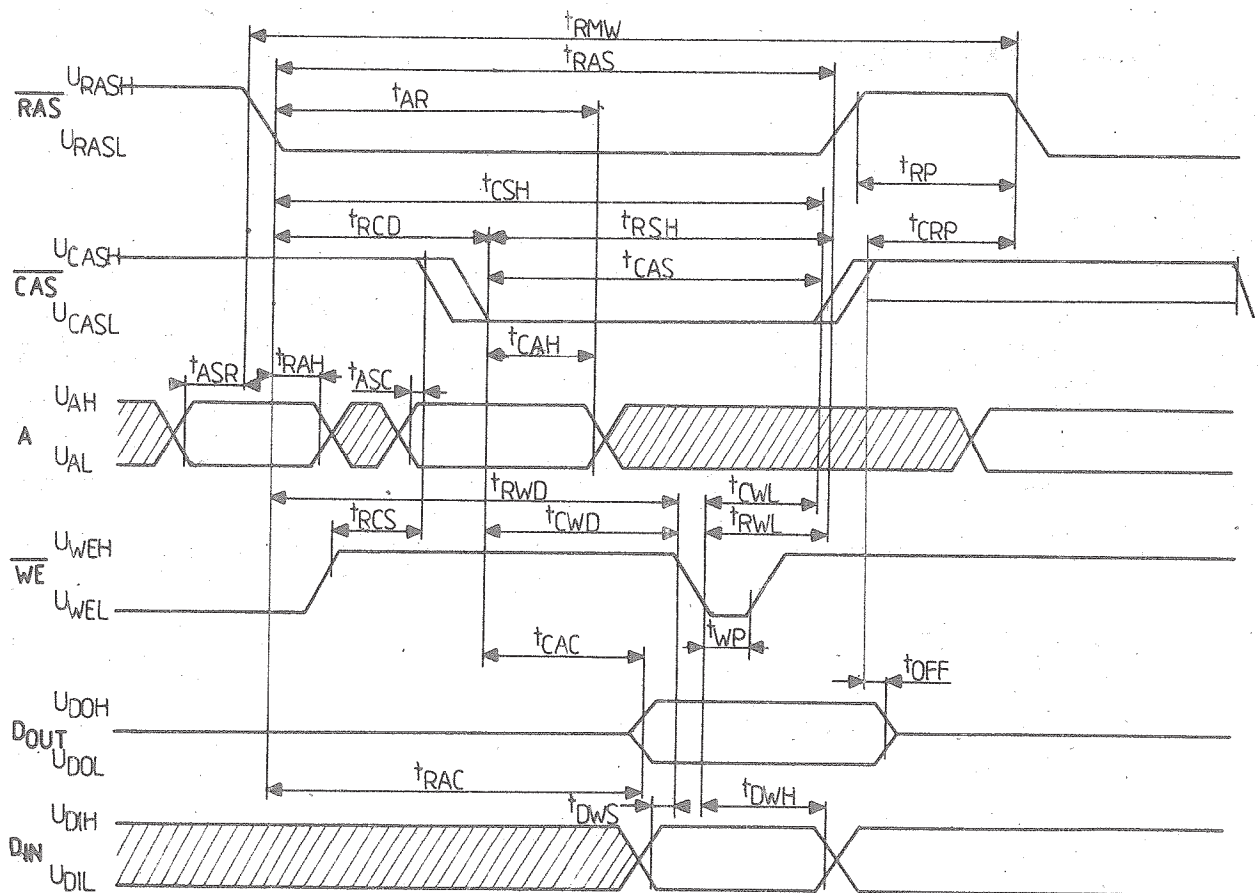 tRMW
tRAS
URASH
RAS
tAR
URASL
tRP
tCSH
tRCD
tRSH
tCRP
UCASH
CAS
tCAS
UCASL
tCAH
tASR
tRAH
tASC
UAH
A
UAL
tRWD
tCWL
tRCS
tCWD
tRWL
UWEH
WE
UWEL
tWP
tCAC
tOFF
UDOH
DOUT
UDOL
tRAC
tDWS
tDWH
UDIH
DIN
UDIL